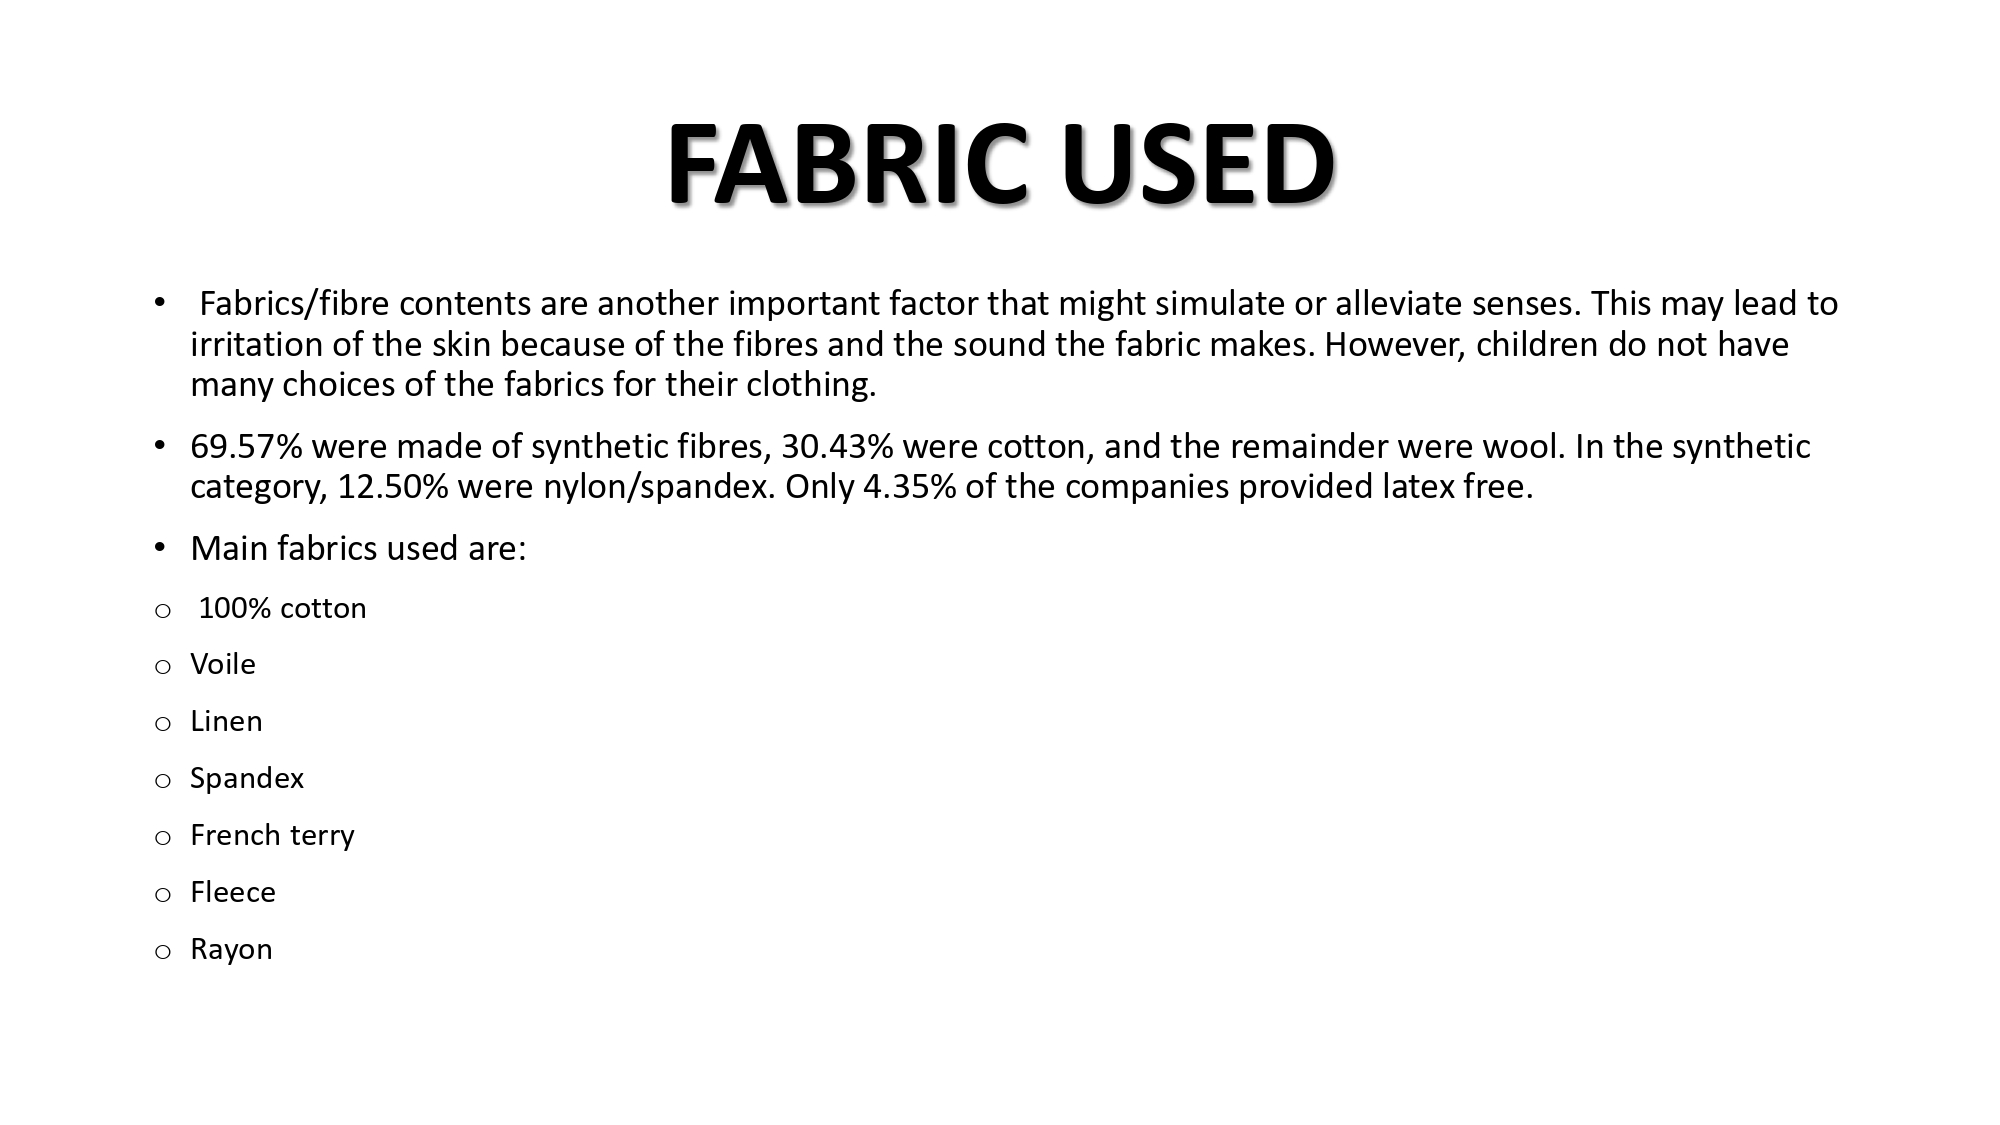 FABRIC USED
• Fabrics/fibre contents are another important factor that might simulate or alleviate senses. This may lead to
irritation of the skin because of the fibres and the sound the fabric makes. However, children do not have
many choices of the fabrics for their clothing.
• 69.57% were made of synthetic fibres, 30.43% were cotton, and the remainder were wool. In the synthetic
category, 12.50% were nylon/spandex. Only 4.35% of the companies provided latex free.
• Main fabrics used are:
o 100% cotton
o Voile
o Linen
o Spandex
o French terry
o Fleece
o Rayon